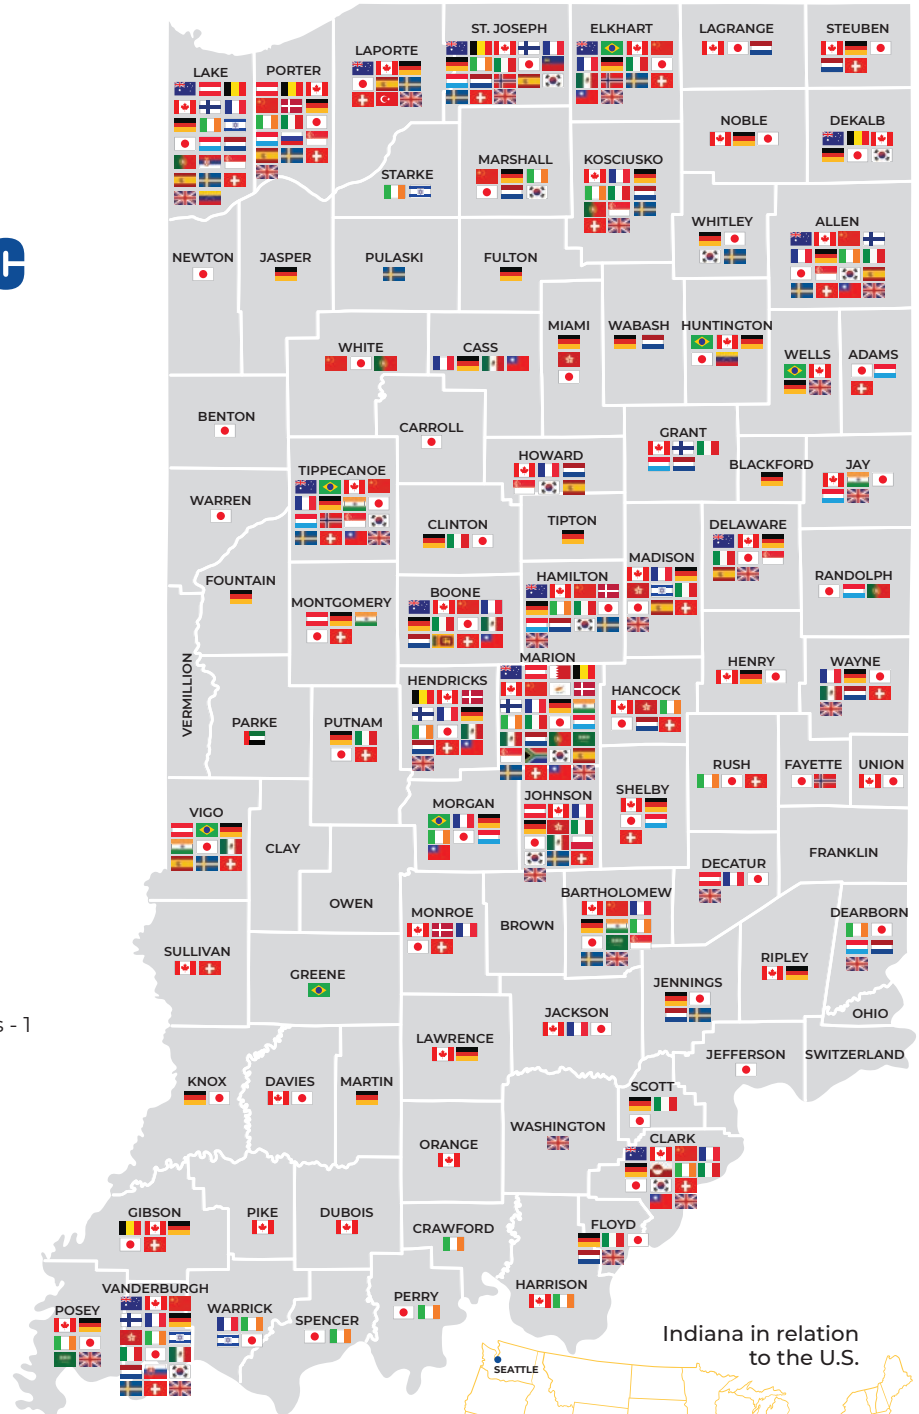 ST. JOSEPH
ELKHART
LAGRANGE
STEUBEN
LAPORTE
LAKE
PORTER
NOBLE
DEKALB
STARKE
MARSHALL
KOSCIUSKO
WHITLEY
ALLEN
C
NEWTON
JASPER
PULASKI
FULTON
MIAMI
WABASH
HUNTINGTON
WHITE
CASS
WELLS
ADAMS
BENTON
CARROLL
GRANT
HOWARD
BLACKFORD
JAY
TIPPECANOE
WARREN
CLINTON
TIPTON
DELAWARE
MADISON
FOUNTAIN
BOONE
HAMILTON
RANDOLPH
MONTGOMERY
VERMILLION
MARION
HENRY
WAYNE
HENDRICKS
HANCOCK
PARKE
PUTNAM
RUSH
FAYETTE
UNION
SHELBY
JOHNSON
MORGAN
VIGO
CLAY
FRANKLIN
DECATUR
BARTHOLOMEW
OWEN
MONROE
BROWN
DEARBORN
SULLIVAN
RIPLEY
GREENE
JENNINGS
s - 1
JACKSON
OHIO
LAWRENCE
JEFFERSON
SWITZERLAND
KNOX
DAVIES
MARTIN
SCOTT
WASHINGTON
CLARK
ORANGE
GIBSON
PIKE
DUBOIS
CRAWFORD
FLOYD
HARRISON
VANDERBURGH
POSEY
WARRICK
SPENCER
PERRY
Indiana in relation
to the U.S.
SEATTLE